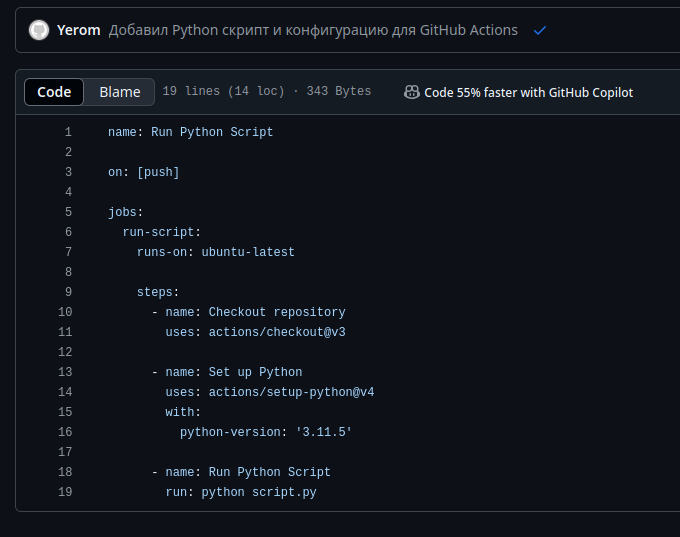 Yerom Добавил Python скрипт и конфигурацию для GitHub Actions
Code Blame 19 lines (14 loc) · 343 Bytes Code 55% faster with GitHub Copilot
1 name: Run Python Script
2
3 on: [push]
4
5 jobs:
6 run-script:
7 runs-on: ubuntu-latest
8
9 steps:
10 - name: Checkout repository
11 uses: actions/checkout@v3
12
13 - name: Set up Python
14 uses: actions/setup-python@v4
15 with:
16 python-version: '3.11.5'
17
18 - name: Run Python Script
19 run: python script.py